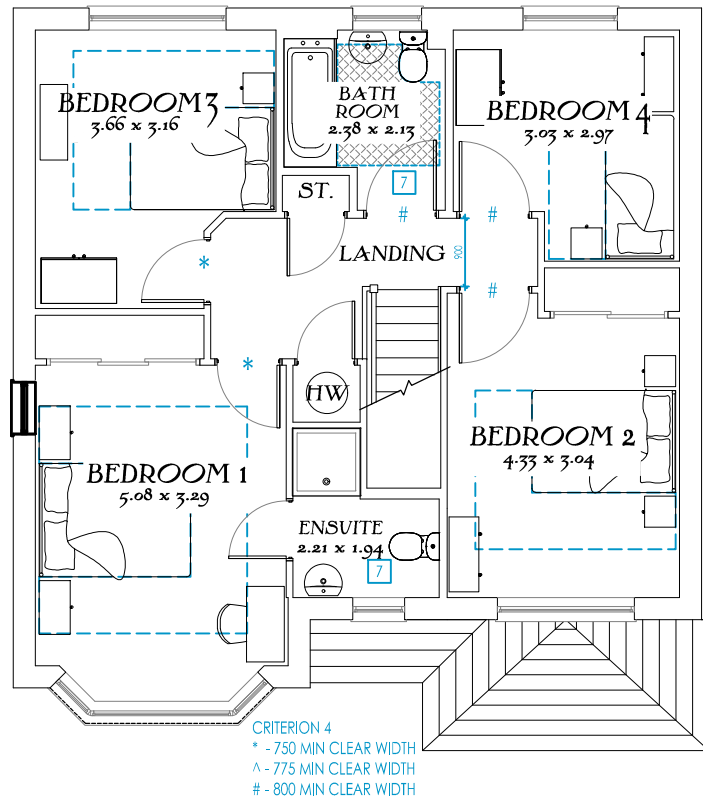 BEDROOM 3
3.66 x 3.16
BATH
ROOM
2.38 x 2.13
BEDROOM 4
3.03 x 2.97
7
ST.
#
#
*
LANDING
900
#
*
HW
BEDROOM 2
4.33 x 3.04
BEDROOM 1
5.08 x 3.29
ENSUITE
2.21 x 1.94
7
CRITERION 4
* - 750 MIN CLEAR WIDTH
^ - 775 MIN CLEAR WIDTH
# - 800 MIN CLEAR WIDTH